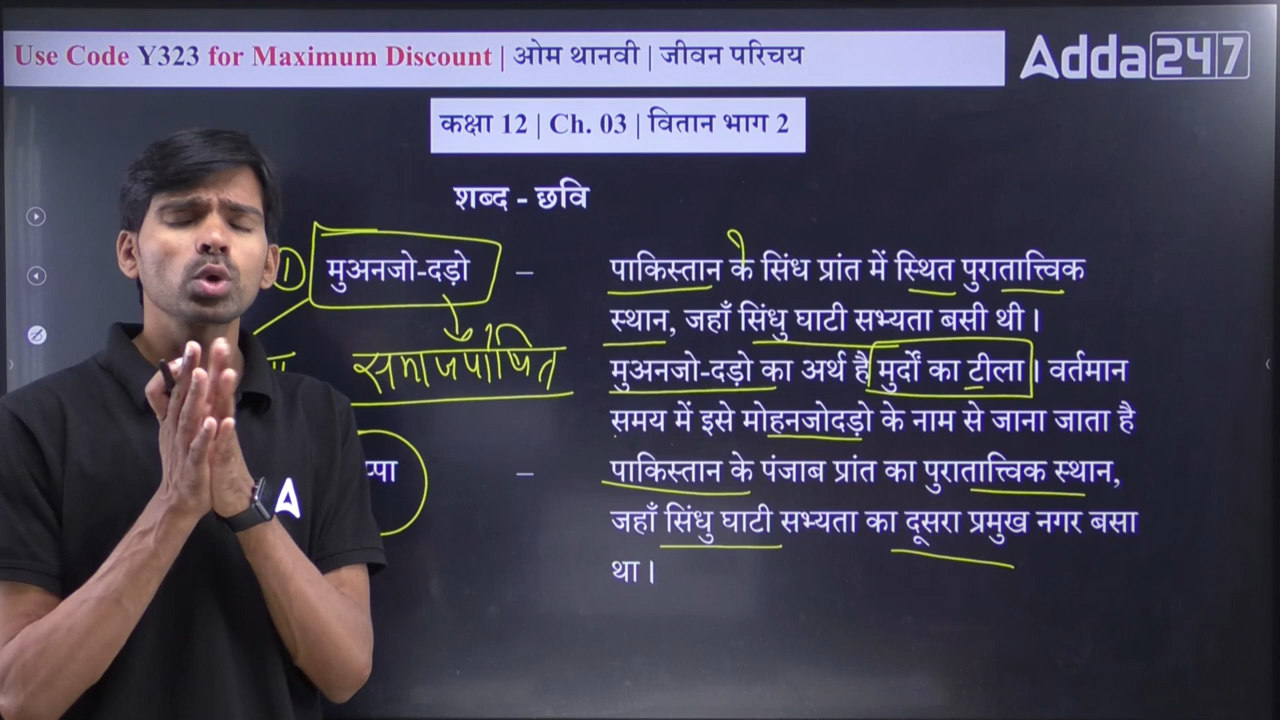 Use Code Y323 for Maximum Discount | ओम थानवी | जीवन परिचय
Adda247
कक्षा 12 | Ch. 03 | वितान भाग 2
शब्द - छवि
1 मुअनजो-दड़ो – पाकिस्तान के सिंध प्रांत में स्थित पुरातात्त्विक
स्थान, जहाँ सिंधु घाटी सभ्यता बसी थी।
समाजपोषित
मुअनजो-दड़ो का अर्थ है मुर्दों का टीला। वर्तमान
समय में इसे मोहनजोदड़ो के नाम से जाना जाता है
प्पा – पाकिस्तान के पंजाब प्रांत का पुरातात्त्विक स्थान,
जहाँ सिंधु घाटी सभ्यता का दूसरा प्रमुख नगर बसा
था।